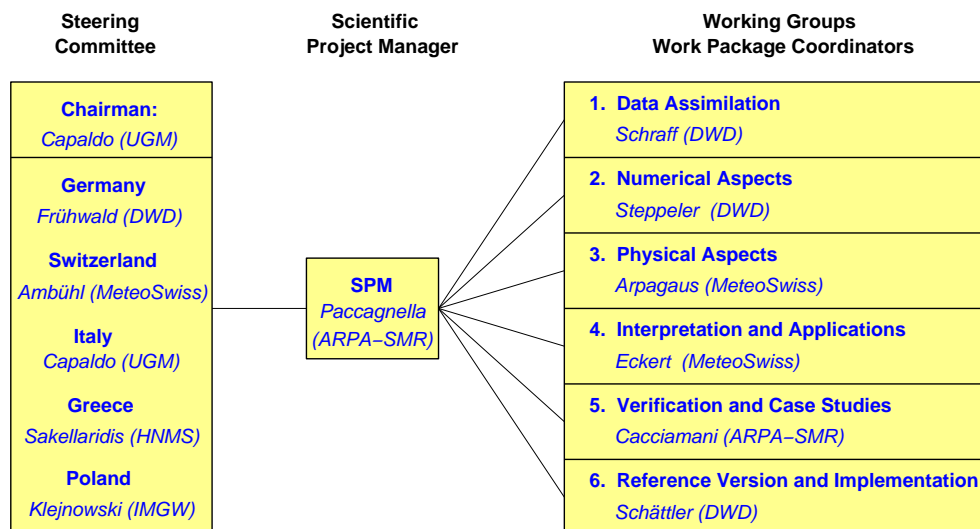 Steering
Committee
Scientific
Project Manager
Working Groups
Work Package Coordinators
Chairman:
Capaldo (UGM)
Germany
Frühwald (DWD)
Switzerland
Ambühl (MeteoSwiss)
Italy
Capaldo (UGM)
Greece
Sakellaridis (HNMS)
Poland
Klejnowski (IMGW)
SPM
Paccagnella
(ARPA−SMR)
1. Data Assimilation
Schraff (DWD)
2. Numerical Aspects
Steppeler (DWD)
3. Physical Aspects
Arpagaus (MeteoSwiss)
4. Interpretation and Applications
Eckert (MeteoSwiss)
5. Verification and Case Studies
Cacciamani (ARPA−SMR)
6. Reference Version and Implementation
Schättler (DWD)